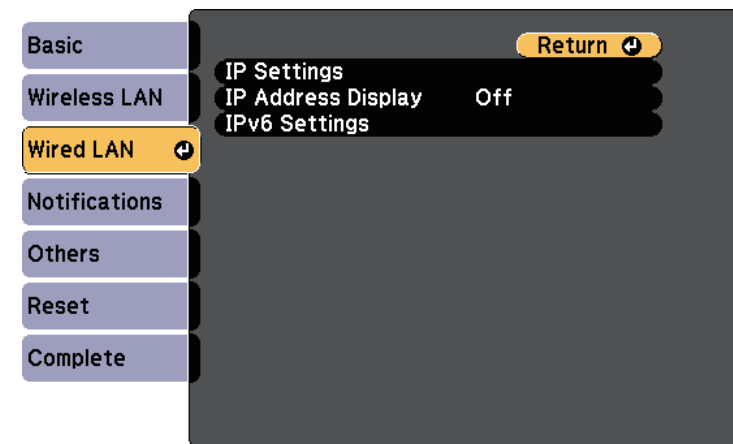 Basic
Wireless LAN
Wired LAN
Notifications
Others
Reset
Complete
Return
IP Settings
IP Address Display Off
IPv6 Settings